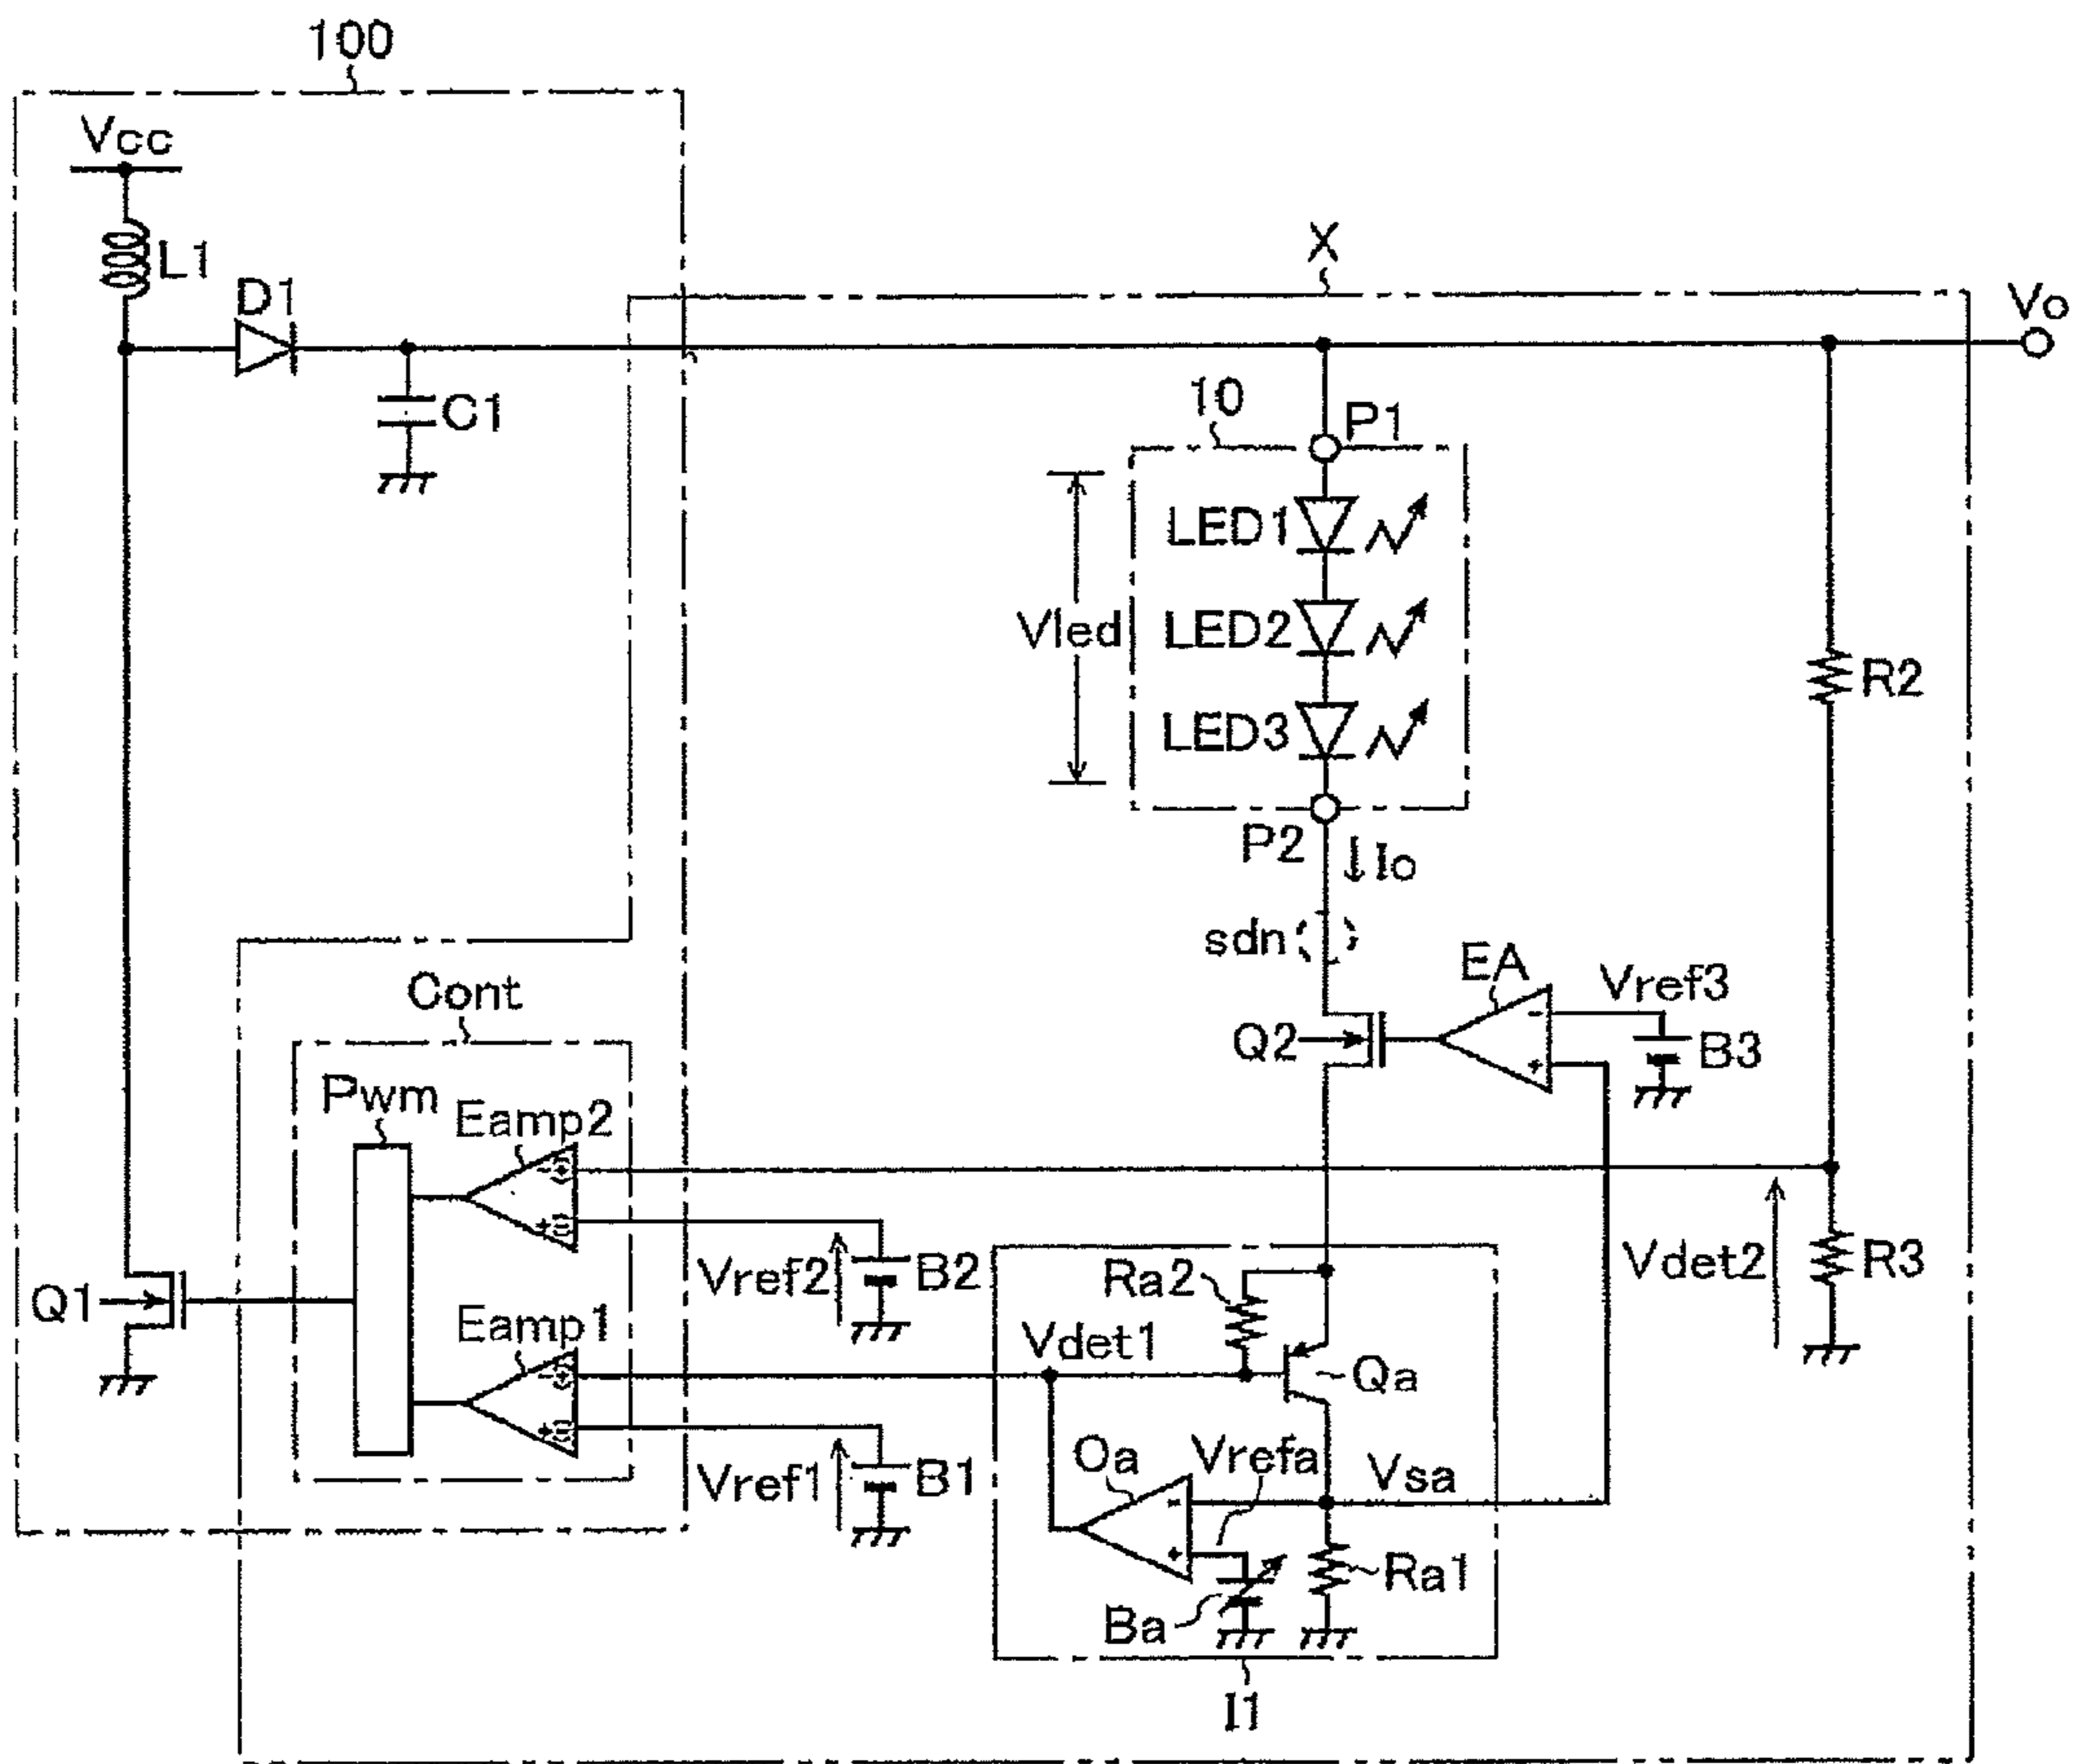 100
Vcc
L1
D1
C1
X
Vo
10
P1
LED1
Vled
LED2
LED3
R2
P2
Io
sdn
EA
Vref3
Q2
B3
Cont
Pwm
Eamp2
Vref2
B2
Ra2
Vdet2
R3
Q1
Eamp1
Vdet1
Qa
Vref1
B1
Oa
Vrefa
Vsa
Ba
Ra1
I1